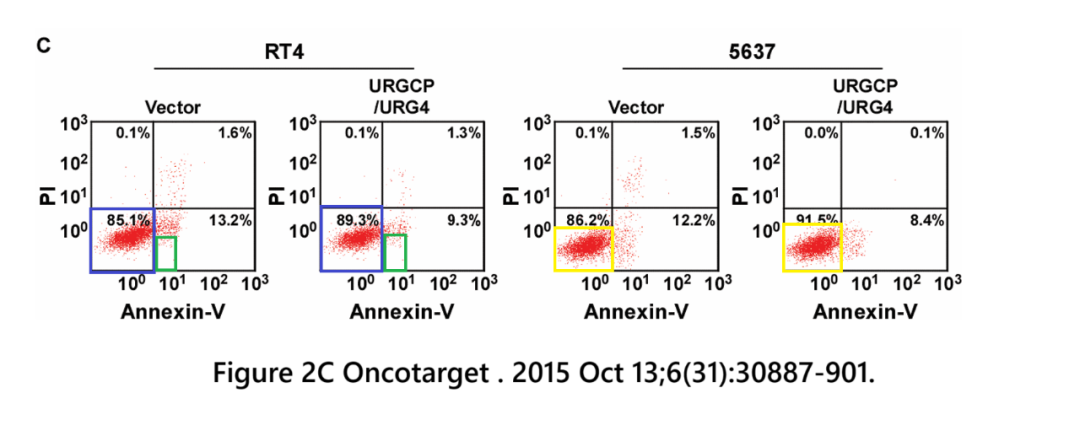 C
RT4
5637
Vector
URGCP
/URG4
Vector
URGCP
/URG4
PI
10³
10²
10¹
10⁰
0.1%
1.6%
85.1%
13.2%
10⁰ 10¹ 10² 10³
Annexin-V
PI
10³
10²
10¹
10⁰
0.1%
1.3%
89.3%
9.3%
10⁰ 10¹ 10² 10³
Annexin-V
PI
10³
10²
10¹
10⁰
0.1%
1.5%
86.2%
12.2%
10⁰ 10¹ 10² 10³
Annexin-V
PI
10³
10²
10¹
10⁰
0.0%
0.1%
91.5%
8.4%
10⁰ 10¹ 10² 10³
Annexin-V
Figure 2C Oncotarget . 2015 Oct 13;6(31):30887-901.